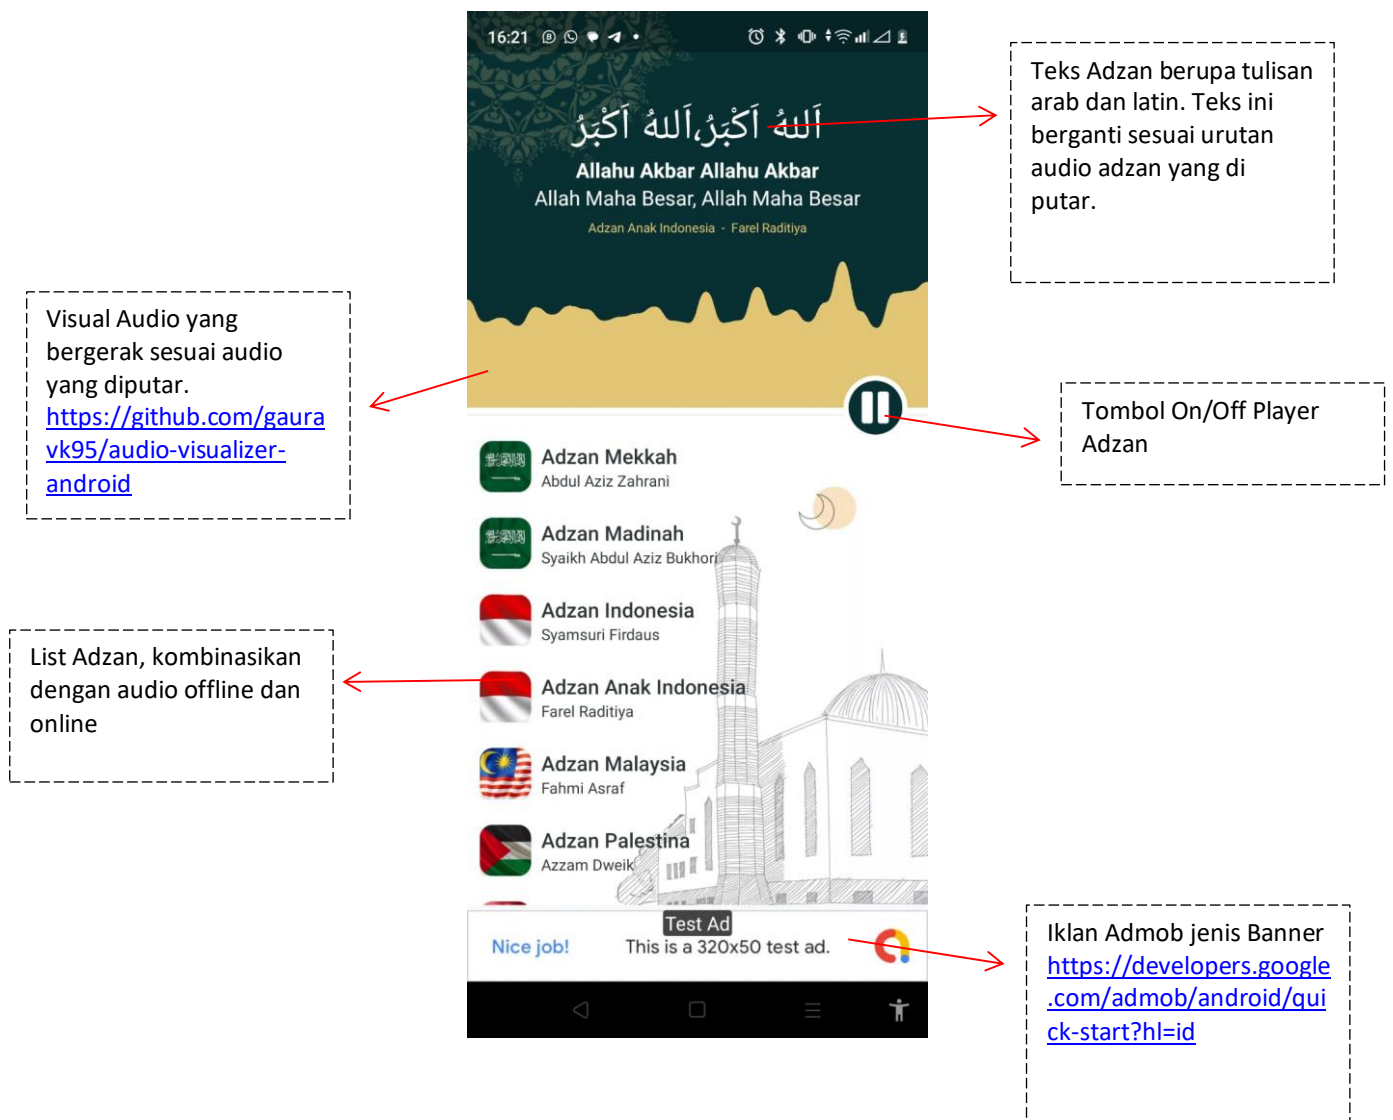 16:21
اَللهُ اَكْبَرُ،اَللهُ اَكْبَرُ
Allahu Akbar Allahu Akbar
Allah Maha Besar, Allah Maha Besar
Adzan Anak Indonesia - Farel Raditiya
Teks Adzan berupa tulisan
arab dan latin. Teks ini
berganti sesuai urutan
audio adzan yang di
putar.
Visual Audio yang
bergerak sesuai audio
yang diputar.
https://github.com/gaura
vk95/audio-visualizer-
android
Tombol On/Off Player
Adzan
Adzan Mekkah
Abdul Aziz Zahrani
Adzan Madinah
Syaikh Abdul Aziz Bukhori
Adzan Indonesia
Syamsuri Firdaus
Adzan Anak Indonesia
Farel Raditiya
Adzan Malaysia
Fahmi Asraf
Adzan Palestina
Azzam Dweik
List Adzan, kombinasikan
dengan audio offline dan
online
Test Ad
Nice job!
This is a 320x50 test ad.
Iklan Admob jenis Banner
https://developers.google
.com/admob/android/qui
ck-start?hl=id